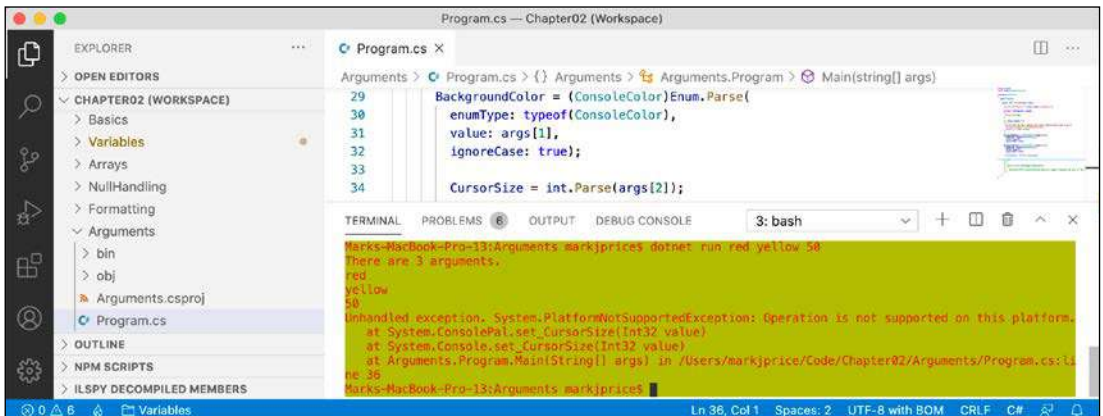 Program.cs — Chapter02 (Workspace)
EXPLORER
...
Program.cs ×
...
> OPEN EDITORS
CHAPTER02 (WORKSPACE)
> Basics
> Variables
> Arrays
> NullHandling
> Formatting
Arguments
> bin
> obj
Arguments.csproj
C# Program.cs
> OUTLINE
> NPM SCRIPTS
> ILSPY DECOMPILED MEMBERS
Arguments > C# Program.cs > {} Arguments > Arguments.Program > Main(string[] args)
29 BackgroundColor = (ConsoleColor)Enum.Parse(
30 enumType: typeof(ConsoleColor),
31 value: args[1],
32 ignoreCase: true);
33
34 CursorSize = int.Parse(args[2]);
TERMINAL PROBLEMS 6 OUTPUT DEBUG CONSOLE 3: bash
Marks-MacBook-Pro-13:Arguments markjprice$ dotnet run red yellow 50
There are 3 arguments.
red
yellow
50
Unhandled exception. System.PlatformNotSupportedException: Operation is not supported on this platform.
at System.ConsolePal.set_CursorSize(Int32 value)
at System.Console.set_CursorSize(Int32 value)
at Arguments.Program.Main(String[] args) in /Users/markjprice/Code/Chapter02/Arguments/Program.cs:li
ne 36
Marks-MacBook-Pro-13:Arguments markjprice$
0 6 Variables Ln 36, Col 1 Spaces: 2 UTF-8 with BOM CRLF C#